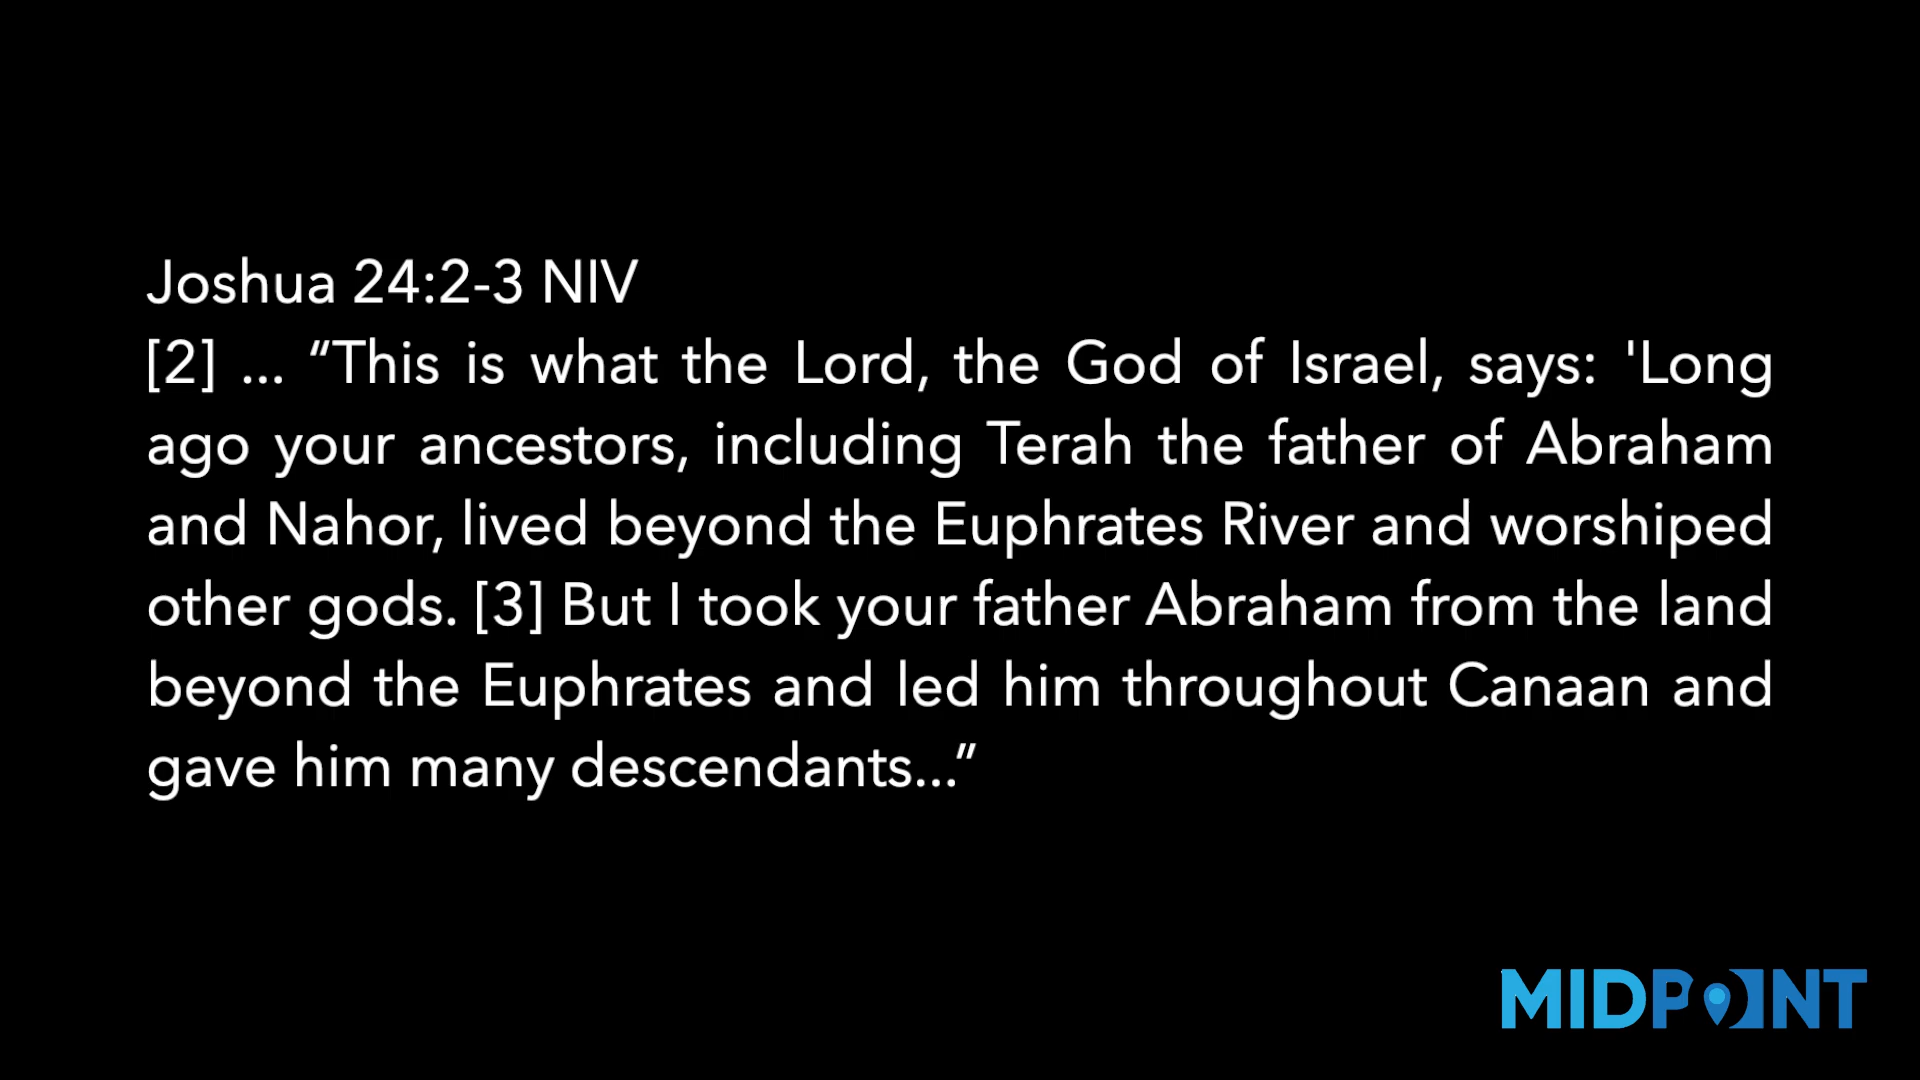 Joshua 24:2-3 NIV
[2] ... “This is what the Lord, the God of Israel, says: 'Long
ago your ancestors, including Terah the father of Abraham
and Nahor, lived beyond the Euphrates River and worshiped
other gods. [3] But I took your father Abraham from the land
beyond the Euphrates and led him throughout Canaan and
gave him many descendants...”
MIDPOINT